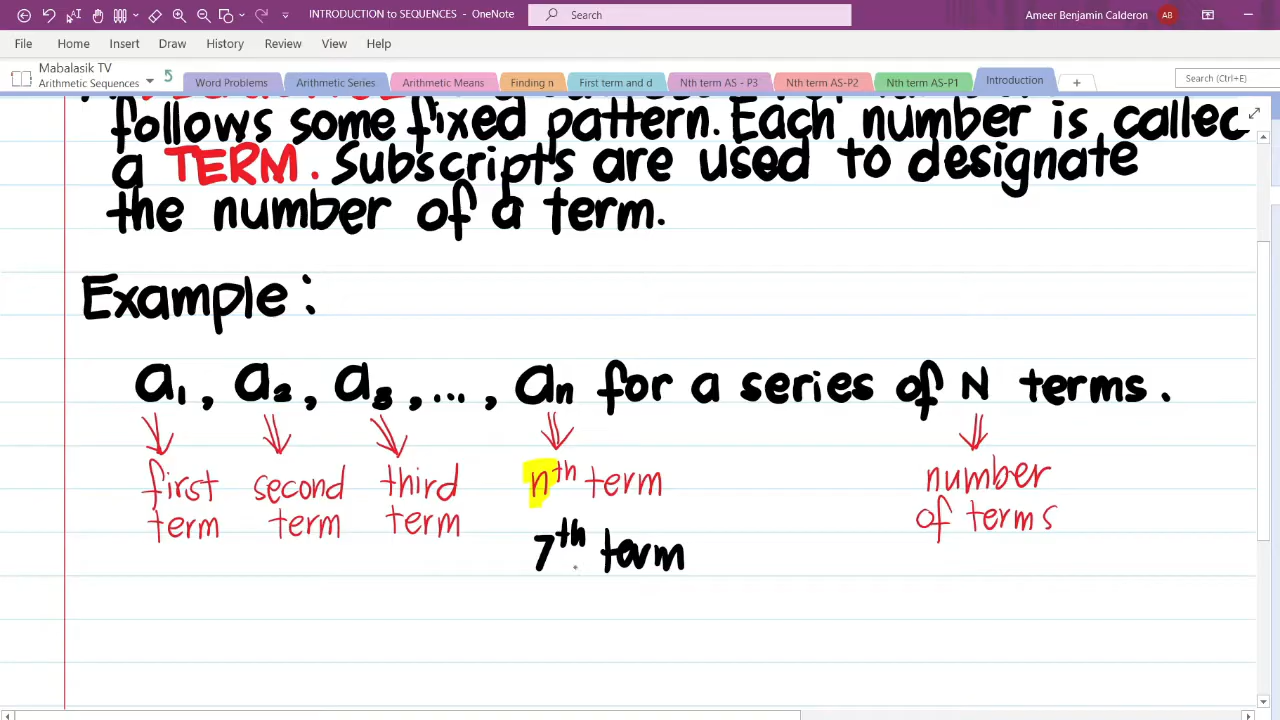 INTRODUCTION to SEQUENCES - OneNote
Search
Ameer Benjamin Calderon
AB
File Home Insert Draw History Review View Help
Mabalasik TV
Arithmetic Sequences
Word Problems
Arithmetic Series
Arithmetic Means
Finding n
First term and d
Nth term AS - P3
Nth term AS-P2
Nth term AS-P1
Introduction
+
Search (Ctrl+E)
follows some fixed pattern. Each number is callec
a TERM. Subscripts are used to designate
the number of a term.
Example:
a₁, a₂, a₃, ..., an for a series of N terms.
first second third nth term number
term term term of terms
7th term